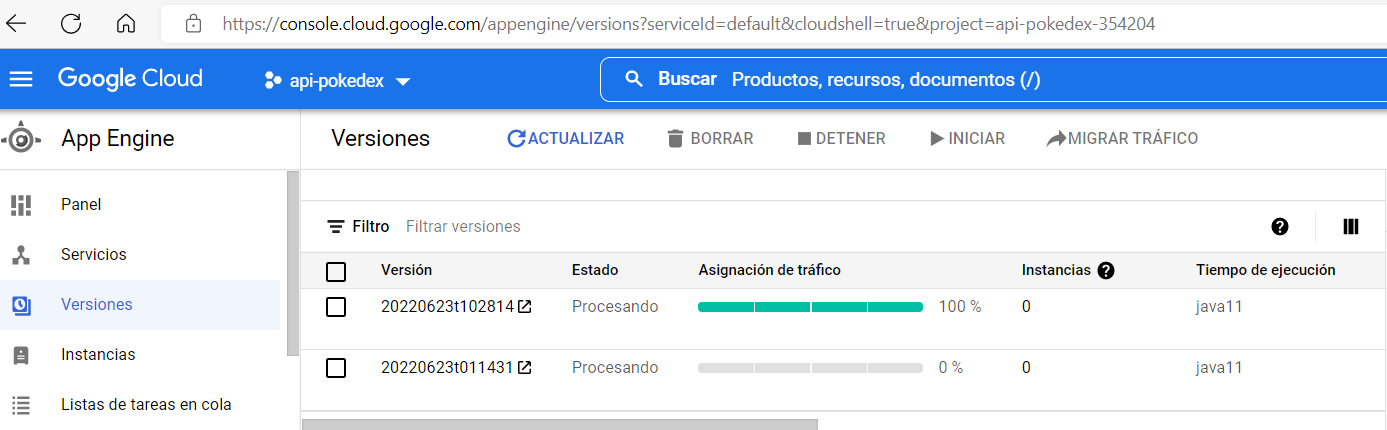 https://console.cloud.google.com/appengine/versions?serviceId=default&cloudshell=true&project=api-pokedex-354204
Google Cloud api-pokedex Buscar Productos, recursos, documentos (/)
App Engine Versiones ACTUALIZAR BORRAR DETENER INICIAR MIGRAR TRÁFICO
Panel
Servicios
Versiones
Instancias
Listas de tareas en cola
Filtro Filtrar versiones ?
Versión Estado Asignación de tráfico Instancias ? Tiempo de ejecución
20220623t102814 Procesando 100 % 0 java11
20220623t011431 Procesando 0 % 0 java11